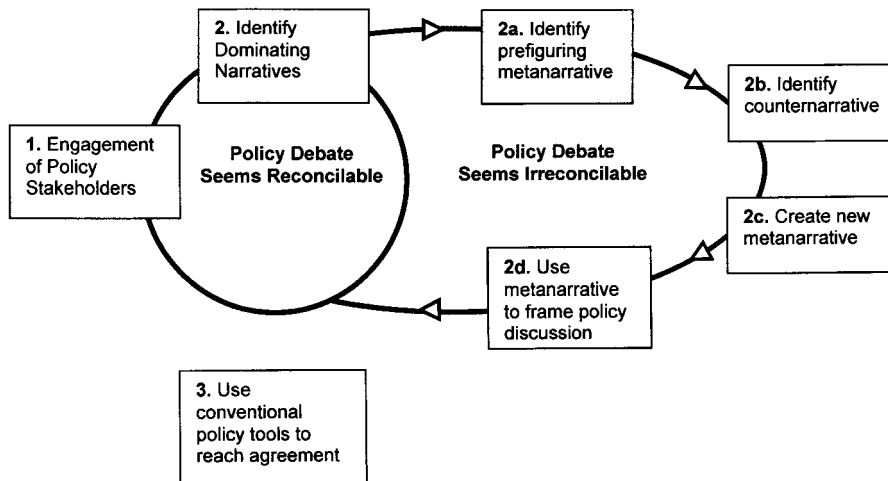 2. Identify
Dominating
Narratives
2a. Identify
prefiguring
metanarrative
2b. Identify
counternarrative
1. Engagement
of Policy
Stakeholders
Policy Debate
Seems Reconcilable
Policy Debate
Seems Irreconcilable
2c. Create new
metanarrative
2d. Use
metanarrative
to frame policy
discussion
3. Use
conventional
policy tools to
reach agreement